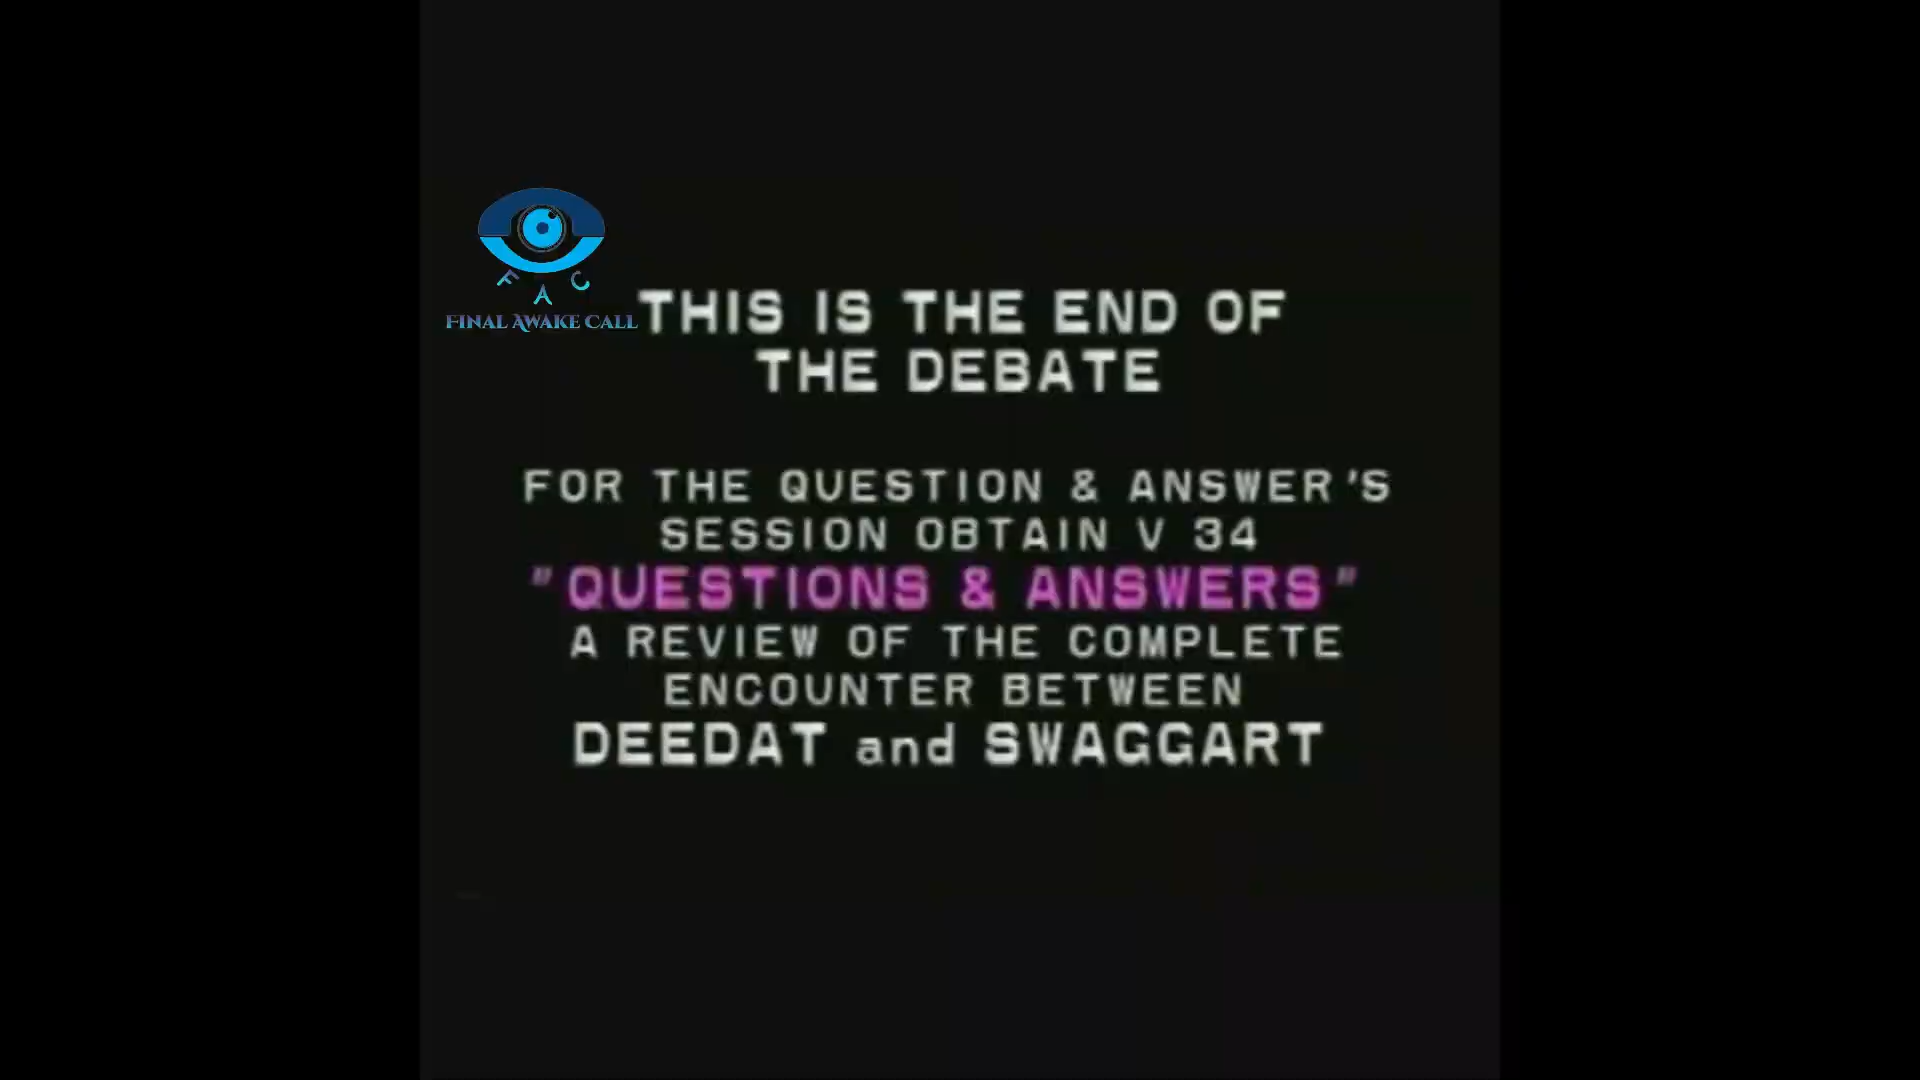 F A C
FINAL AWAKE CALL
THIS IS THE END OF
THE DEBATE
FOR THE QUESTION & ANSWER'S
SESSION OBTAIN V 34
"QUESTIONS & ANSWERS"
A REVIEW OF THE COMPLETE
ENCOUNTER BETWEEN
DEEDAT and SWAGGART